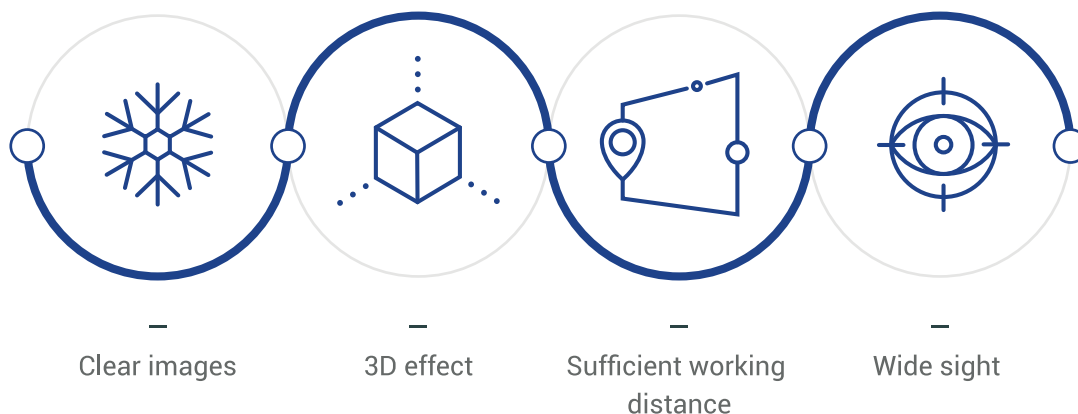 Clear images
3D effect
Sufficient working
distance
Wide sight